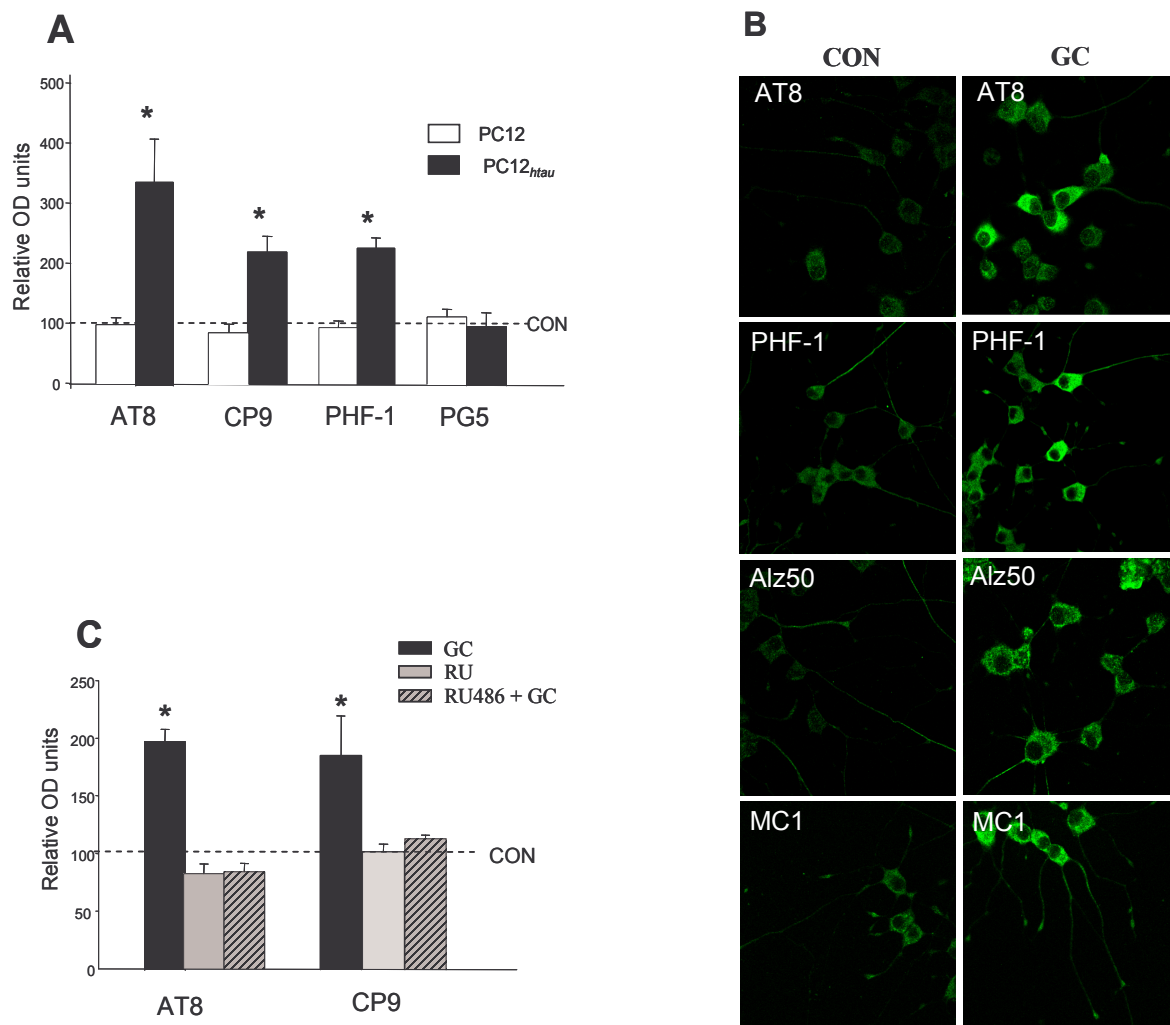 A
Relative OD units
500
400
300
200
100
0
*
*
*
PC12
PC12htau
CON
AT8
CP9
PHF-1
PG5
B
CON
GC
AT8
AT8
PHF-1
PHF-1
Alz50
Alz50
MC1
MC1
C
Relative OD units
250
200
150
100
50
0
*
*
GC
RU
RU486 + GC
CON
AT8
CP9